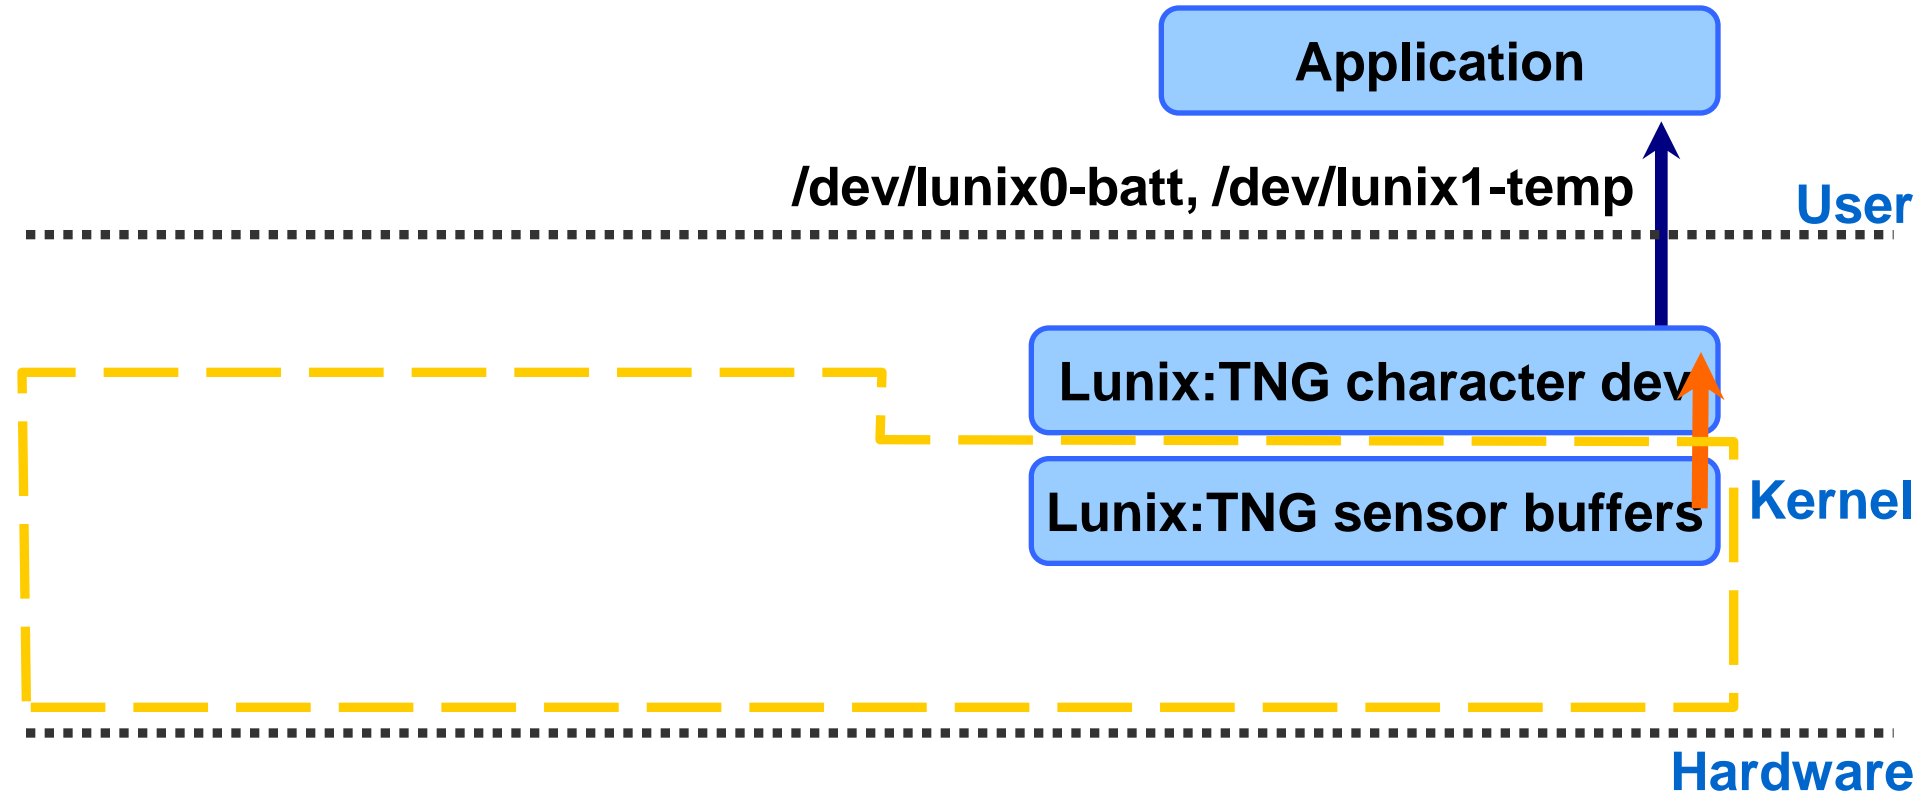 Application
/dev/lunix0-batt, /dev/lunix1-temp
User
Lunix:TNG character dev
Lunix:TNG sensor buffers
Kernel
Hardware